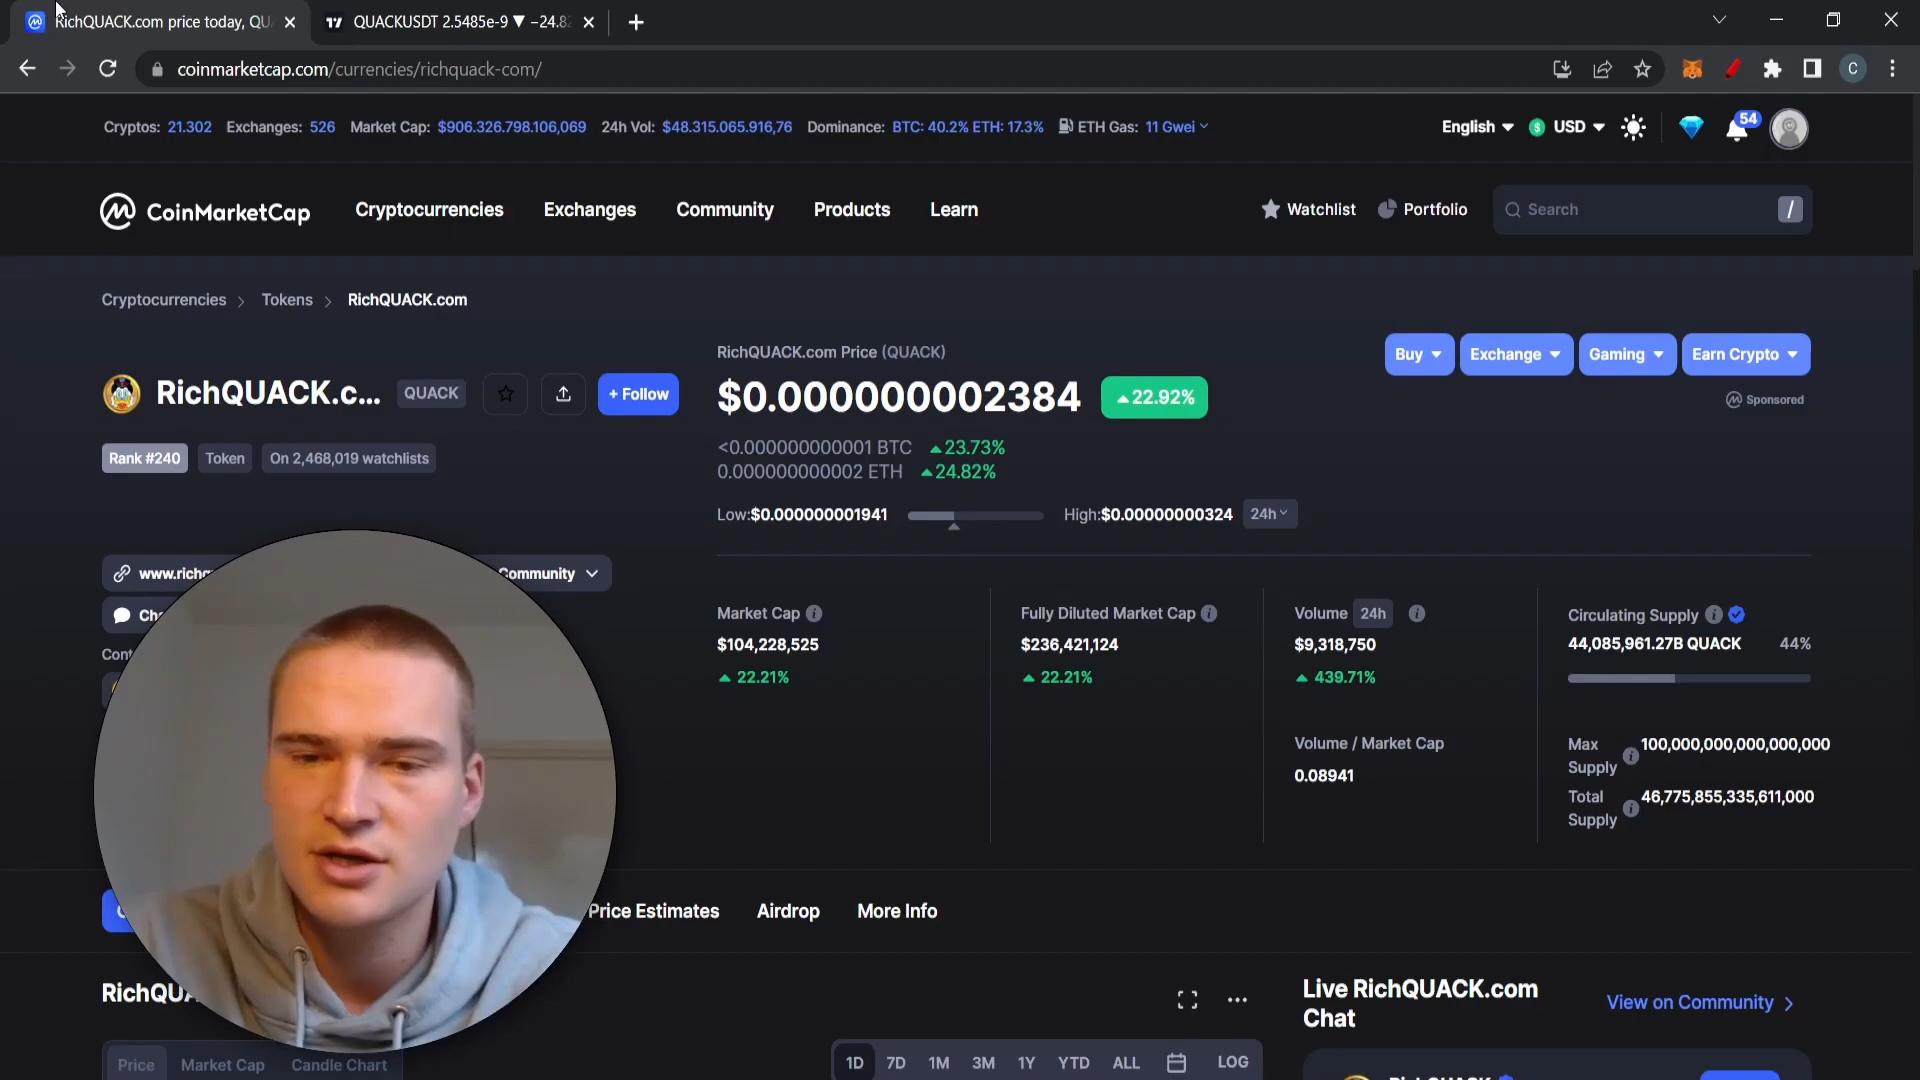 RichQUACK.com price today, QU
QUACKUSDT 2.5485e-9 ▼ −24.82
coinmarketcap.com/currencies/richquack-com/
C
Cryptos: 21.302 Exchanges: 526 Market Cap: $906.326.798.106,069 24h Vol: $48.315.065.916,76 Dominance: BTC: 40.2% ETH: 17.3% ETH Gas: 11 Gwei
English USD 54
CoinMarketCap
Cryptocurrencies Exchanges Community Products Learn
Watchlist Portfolio Search /
Cryptocurrencies > Tokens > RichQUACK.com
RichQUACK.com Price (QUACK)
Buy Exchange Gaming Earn Crypto
RichQUACK.c... QUACK + Follow
$0.000000002384 22.92%
Sponsored
<0.000000000001 BTC 23.73%
Rank #240 Token On 2,468,019 watchlists
0.000000000002 ETH 24.82%
Low:$0.000000001941 High:$0.00000000324 24h
www.richq
Community
Cha
Cont
Market Cap
$104,228,525
22.21%
Fully Diluted Market Cap
$236,421,124
22.21%
Volume 24h
$9,318,750
439.71%
Volume / Market Cap
0.08941
Circulating Supply
44,085,961.27B QUACK 44%
Max Supply 100,000,000,000,000,000
Total Supply 46,775,855,335,611,000
Price Estimates Airdrop More Info
RichQUA
Live RichQUACK.com
Chat
View on Community >
Price Market Cap Candle Chart
1D 7D 1M 3M 1Y YTD ALL LOG
RichQUACK